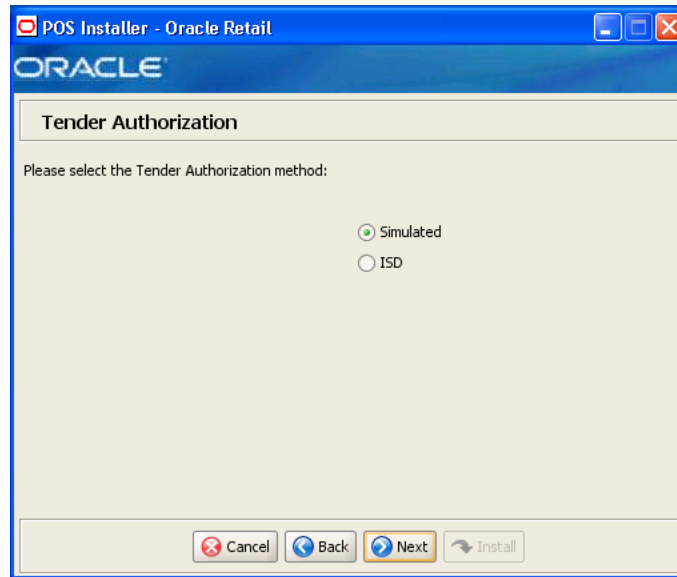 POS Installer - Oracle Retail
ORACLE
Tender Authorization
Please select the Tender Authorization method:
Simulated
ISD
Cancel Back Next Install